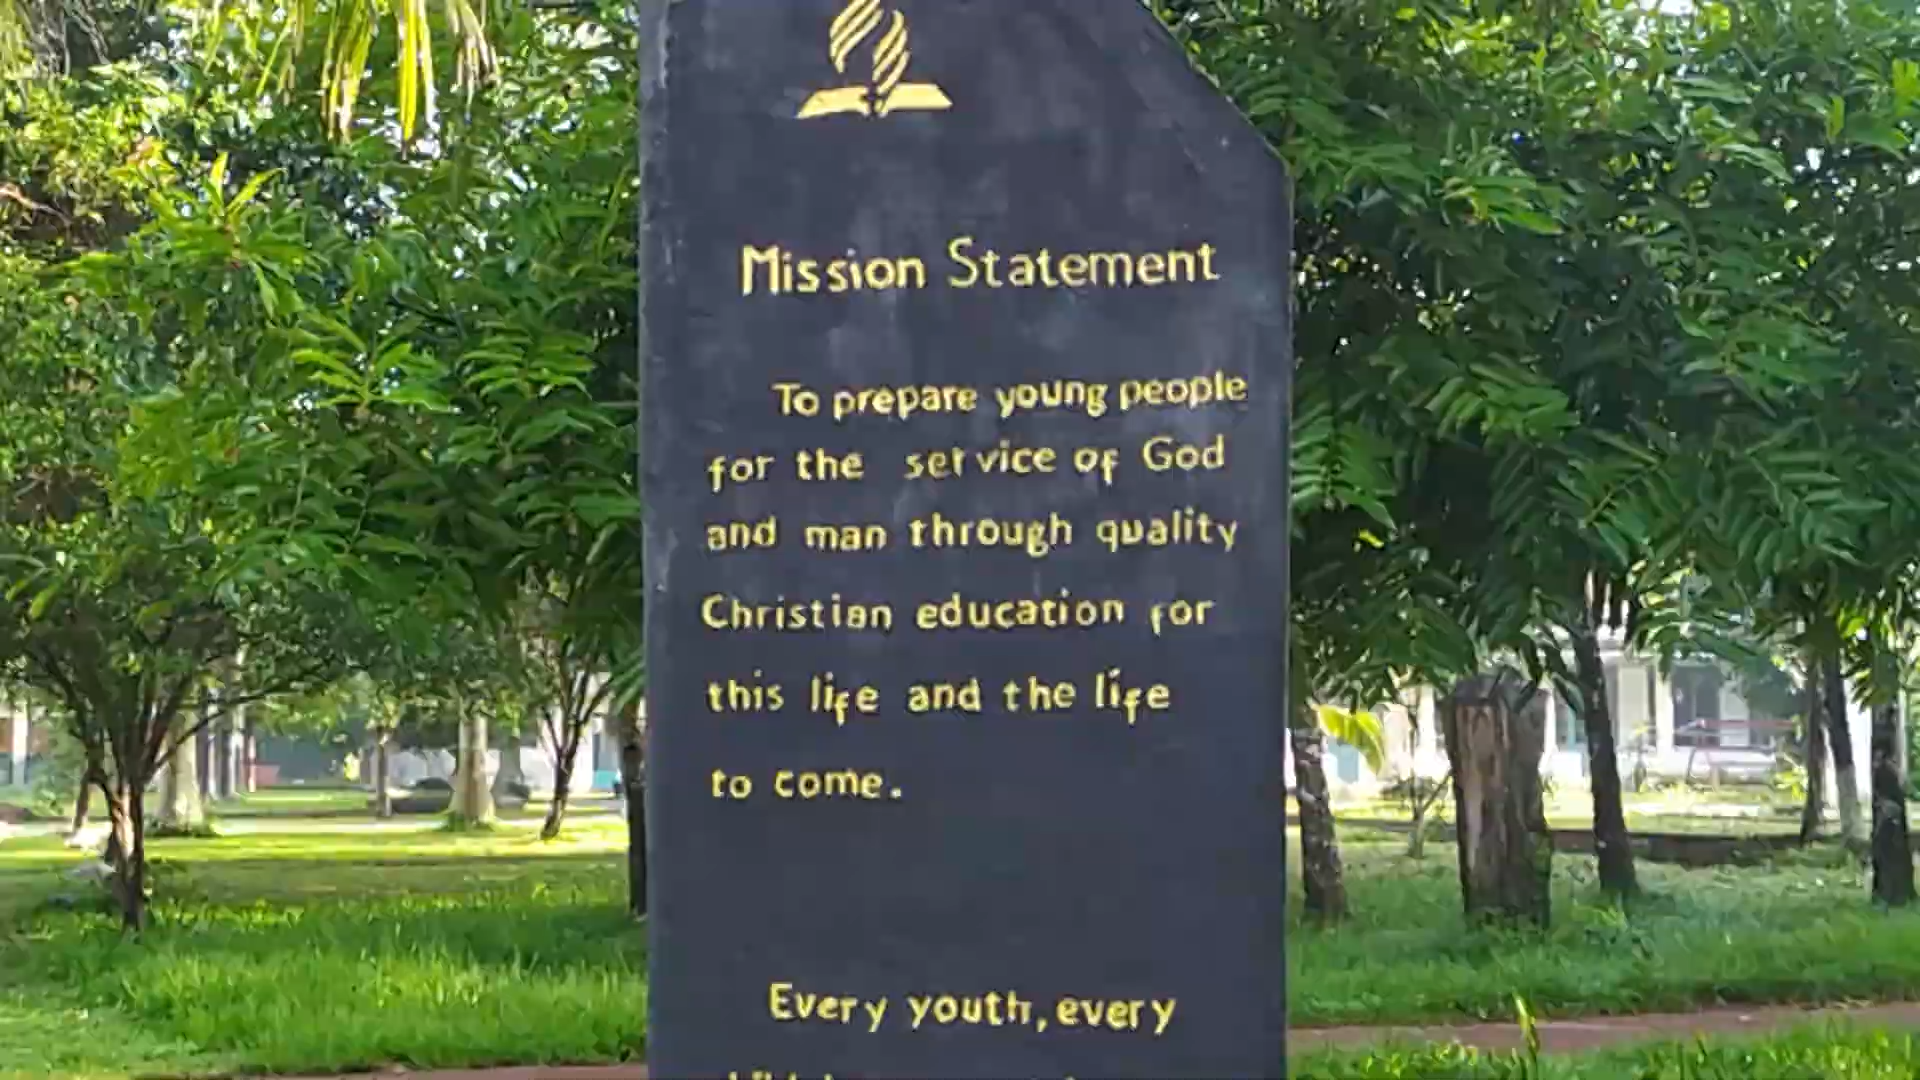 Mission Statement
To prepare young people
for the service of God
and man through quality
Christian education for
this life and the life
to come.
Every youth, every